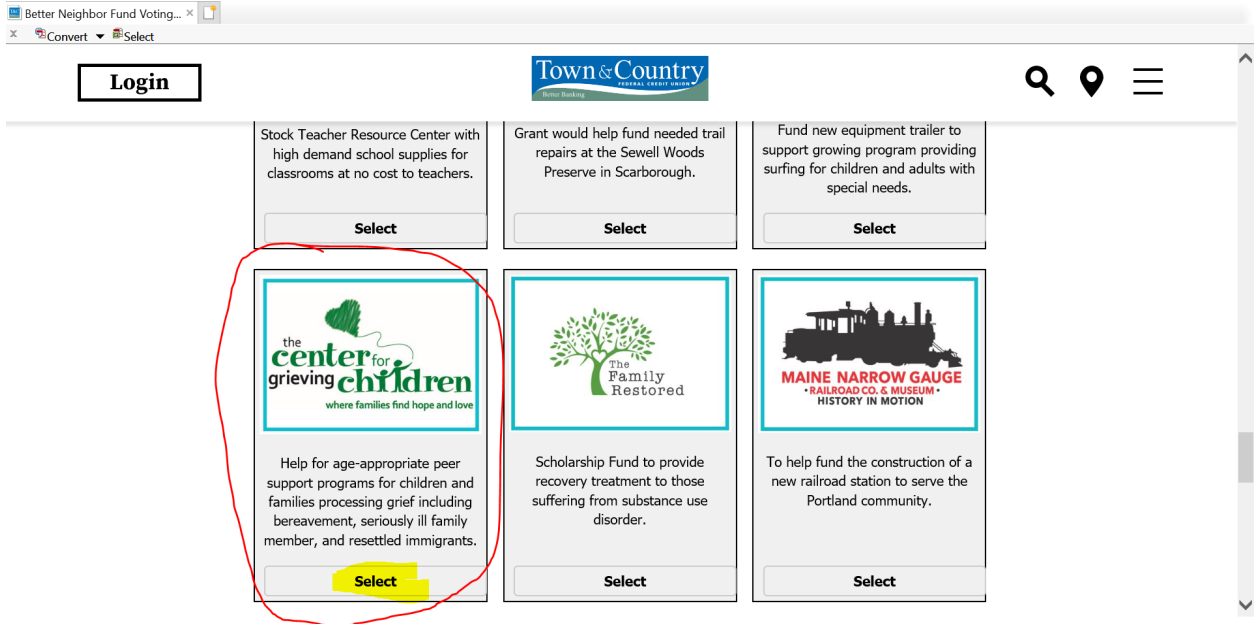 Better Neighbor Fund Voting...
Convert Select
Login
Town & Country
FEDERAL CREDIT UNION
Better Banking
Stock Teacher Resource Center with
high demand school supplies for
classrooms at no cost to teachers.
Select
Grant would help fund needed trail
repairs at the Sewell Woods
Preserve in Scarborough.
Select
Fund new equipment trailer to
support growing program providing
surfing for children and adults with
special needs.
Select
the
center for
grieving children
where families find hope and love
Help for age-appropriate peer
support programs for children and
families processing grief including
bereavement, seriously ill family
member, and resettled immigrants.
Select
The
Family
Restored
Scholarship Fund to provide
recovery treatment to those
suffering from substance use
disorder.
Select
MAINE NARROW GAUGE
• RAILROAD CO. & MUSEUM •
HISTORY IN MOTION
To help fund the construction of a
new railroad station to serve the
Portland community.
Select